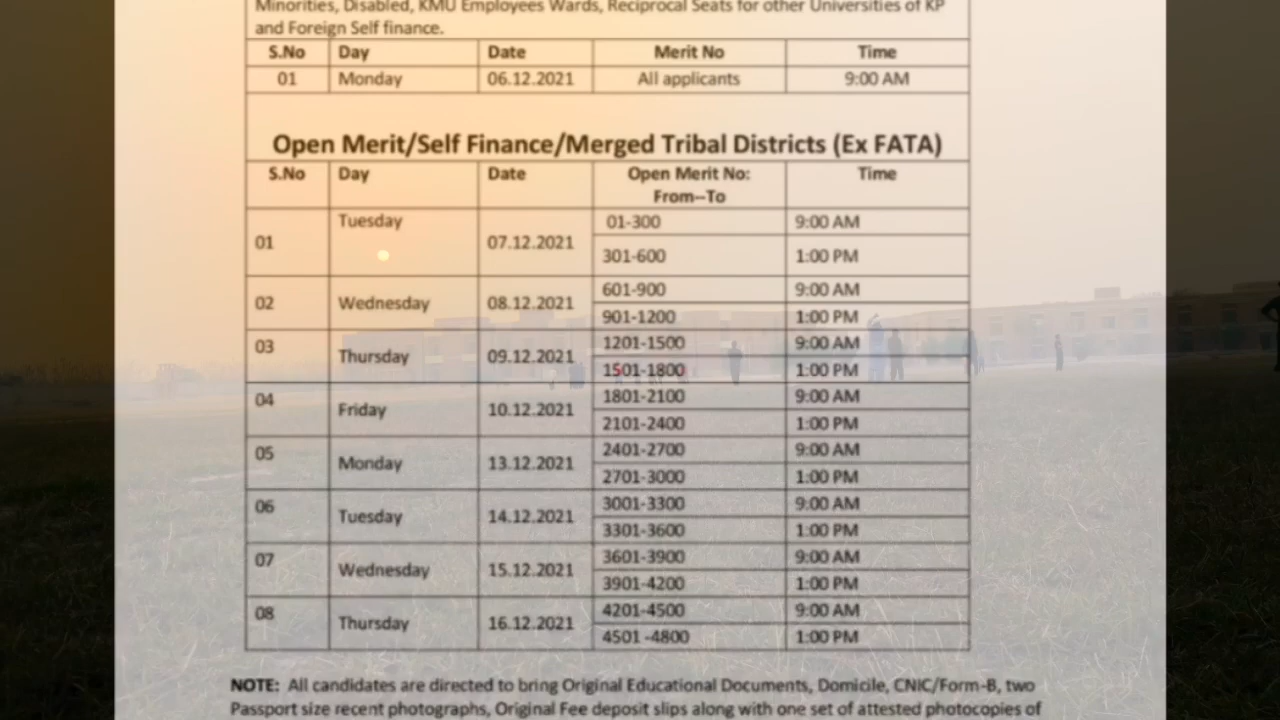 Minorities, Disabled, KMU Employees Wards, Reciprocal Seats for other Universities of KP
and Foreign Self finance.
S.No Day Date Merit No Time
01 Monday 06.12.2021 All applicants 9:00 AM
Open Merit/Self Finance/Merged Tribal Districts (Ex FATA)
S.No Day Date Open Merit No: Time
From--To
Tuesday 01-300 9:00 AM
01 07.12.2021
301-600 1:00 PM
601-900 9:00 AM
02 Wednesday 08.12.2021
901-1200 1:00 PM
03 1201-1500 9:00 AM
Thursday 09.12.2021
1501-1800 1:00 PM
04 1801-2100 9:00 AM
Friday 10.12.2021
2101-2400 1:00 PM
05 2401-2700 9:00 AM
Monday 13.12.2021
2701-3000 1:00 PM
06 3001-3300 9:00 AM
Tuesday 14.12.2021
3301-3600 1:00 PM
07 3601-3900 9:00 AM
Wednesday 15.12.2021
3901-4200 1:00 PM
08 4201-4500 9:00 AM
Thursday 16.12.2021
4501 -4800 1:00 PM
NOTE: All candidates are directed to bring Original Educational Documents, Domicile, CNIC/Form-B, two
Passport size recent photographs, Original Fee deposit slips along with one set of attested photocopies of